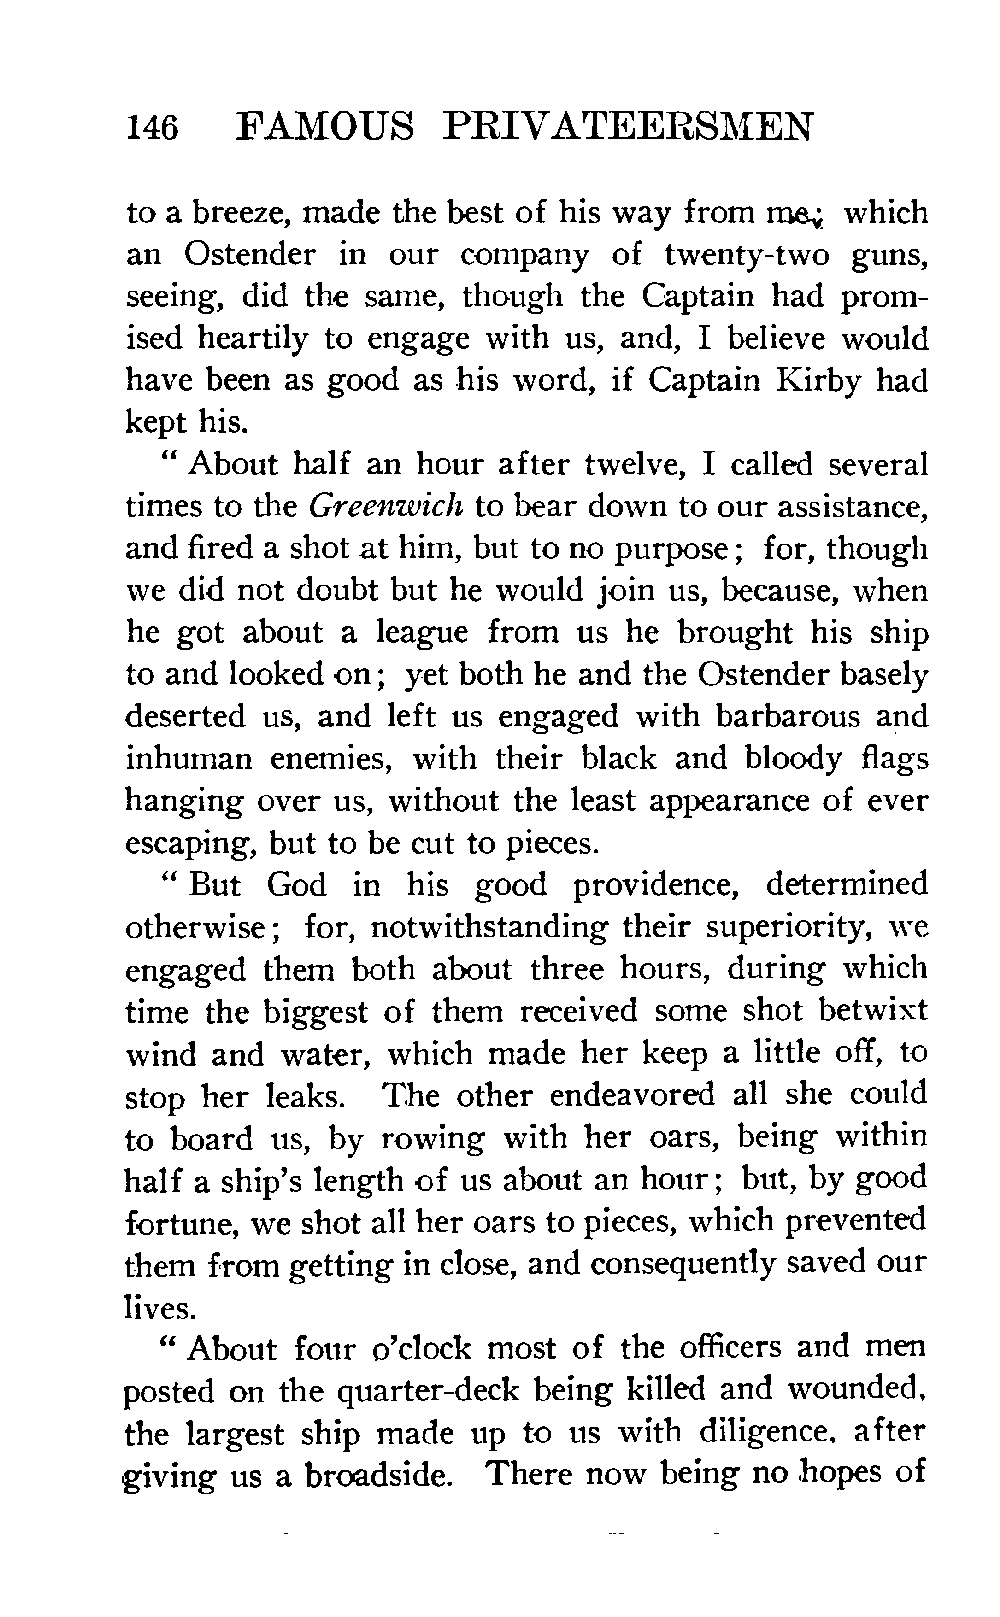 146 FAMOUS PRIVATEERSMEN
to a breeze, made the best of his way from me; which
an Ostender in our company of twenty-two guns,
seeing, did the same, though the Captain had prom-
ised heartily to engage with us, and, I believe would
have been as good as his word, if Captain Kirby had
kept his.
“ About half an hour after twelve, I called several
times to the Greenwich to bear down to our assistance,
and fired a shot at him, but to no purpose; for, though
we did not doubt but he would join us, because, when
he got about a league from us he brought his ship
to and looked on; yet both he and the Ostender basely
deserted us, and left us engaged with barbarous and
inhuman enemies, with their black and bloody flags
hanging over us, without the least appearance of ever
escaping, but to be cut to pieces.
“ But God in his good providence, determined
otherwise; for, notwithstanding their superiority, we
engaged them both about three hours, during which
time the biggest of them received some shot betwixt
wind and water, which made her keep a little off, to
stop her leaks. The other endeavored all she could
to board us, by rowing with her oars, being within
half a ship's length of us about an hour; but, by good
fortune, we shot all her oars to pieces, which prevented
them from getting in close, and consequently saved our
lives.
“ About four o'clock most of the officers and men
posted on the quarter-deck being killed and wounded,
the largest ship made up to us with diligence, after
giving us a broadside. There now being no hopes of